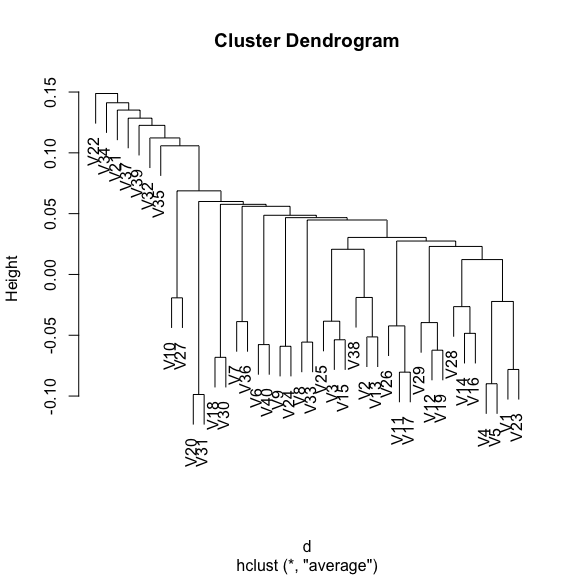 Cluster Dendrogram
Height
0.15
0.10
0.05
0.00
-0.05
-0.10
V22
V34
V21
V37
V39
V32
V35
V10
V27
V20
V31
V18
V30
V7
V36
V6
V40
V9
V24
V8
V33
V25
V3
V15
V38
V2
V13
V26
V11
V17
V29
V12
V19
V28
V14
V16
V4
V5
V1
V23
d
hclust (*, "average")